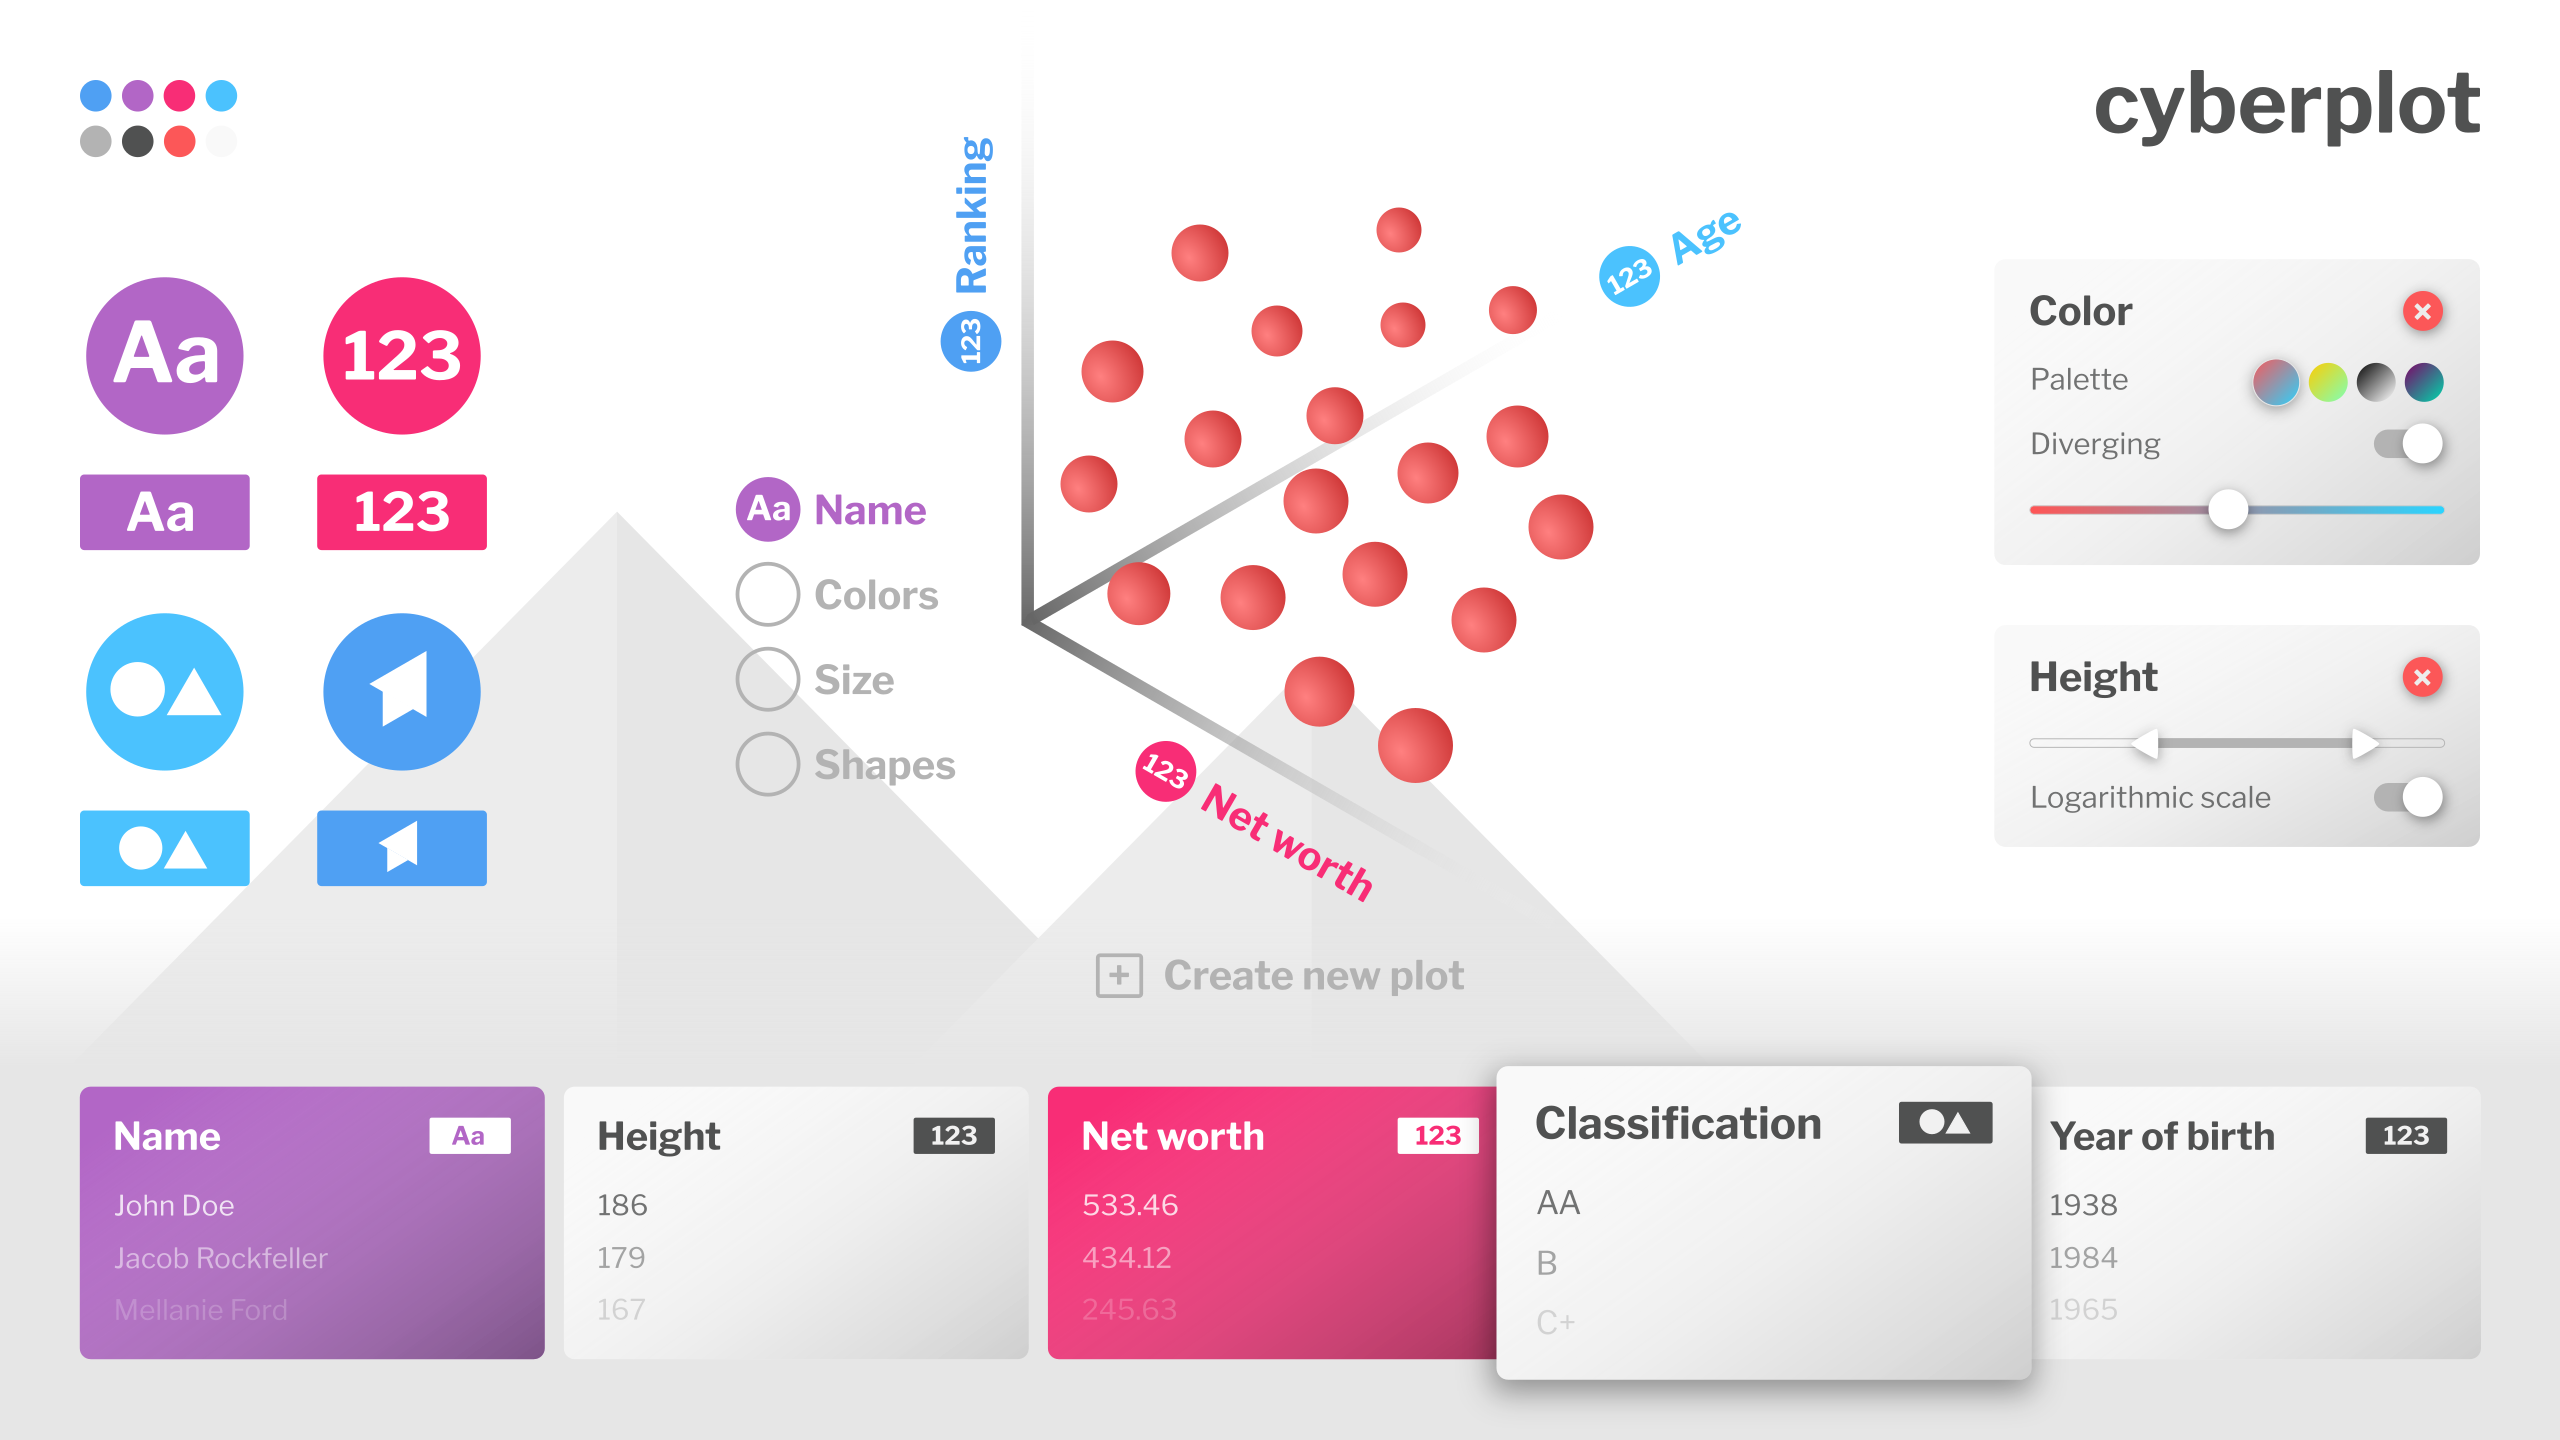 cyberplot
Aa
123
Aa
123
123 Ranking
123 Age
Aa Name
Colors
Size
Shapes
123 Net worth
Create new plot
Color
Palette
Diverging
Height
Logarithmic scale
Name Aa
John Doe
Jacob Rockfeller
Mellanie Ford
Height 123
186
179
167
Net worth 123
533.46
434.12
245.63
Classification
AA
B
C+
Year of birth 123
1938
1984
1965